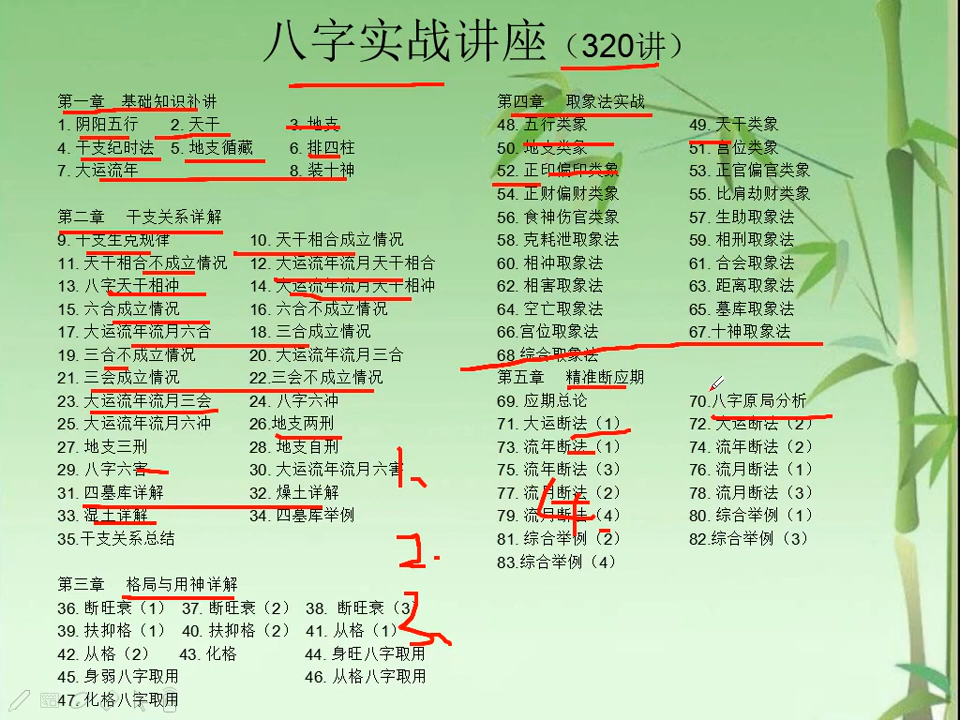 八字实战讲座（320讲）
第一章 基础知识补讲
1. 阴阳五行 2. 天干 3. 地支
4. 干支纪时法 5. 地支循藏 6. 排四柱
7. 大运流年 8. 装十神
第二章 干支关系详解
9. 干支生克规律 10. 天干相合成立情况
11. 天干相合不成立情况 12. 大运流年流月天干相合
13. 八字天干相冲 14. 大运流年流月天干相冲
15. 六合成立情况 16. 六合不成立情况
17. 大运流年流月六合 18. 三合成立情况
19. 三合不成立情况 20. 大运流年流月三合
21. 三会成立情况 22.三会不成立情况
23. 大运流年流月三会 24. 八字六冲
25. 大运流年流月六冲 26.地支两刑
27. 地支三刑 28. 地支自刑
29. 八字六害 30. 大运流年流月六害
31. 四墓库详解 32. 燥土详解
33. 湿土详解 34. 四墓库举例
35.干支关系总结
第三章 格局与用神详解
36. 断旺衰（1） 37. 断旺衰（2） 38. 断旺衰（3）
39. 扶抑格（1） 40. 扶抑格（2） 41. 从格（1）
42. 从格（2） 43. 化格 44. 身旺八字取用
45. 身弱八字取用 46. 从格八字取用
47. 化格八字取用
第四章 取象法实战
48. 五行类象 49. 天干类象
50. 地支类象 51. 宫位类象
52. 正印偏印类象 53. 正官偏官类象
54. 正财偏财类象 55. 比肩劫财类象
56. 食神伤官类象 57. 生助取象法
58. 克耗泄取象法 59. 相刑取象法
60. 相冲取象法 61. 合会取象法
62. 相害取象法 63. 距离取象法
64. 空亡取象法 65. 墓库取象法
66.宫位取象法 67.十神取象法
68 综合取象法
第五章 精准断应期
69. 应期总论 70.八字原局分析
71. 大运断法（1） 72. 大运断法（2）
73. 流年断法（1） 74. 流年断法（2）
75. 流年断法（3） 76. 流月断法（1）
77. 流月断法（2） 78. 流月断法（3）
79. 流月断法（4） 80. 综合举例（1）
81. 综合举例（2） 82.综合举例（3）
83.综合举例（4）
1、
2.
3、
4